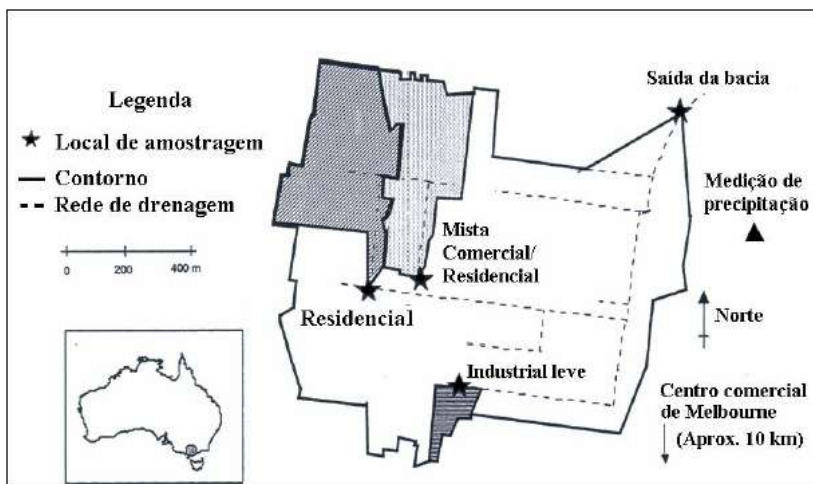 Legenda
Local de amostragem
Contorno
Rede de drenagem
0 200 400 m
Saída da bacia
Medição de
precipitação
Mista
Comercial/
Residencial
Residencial
Industrial leve
Norte
Centro comercial
de Melbourne
(Aprox. 10 km)